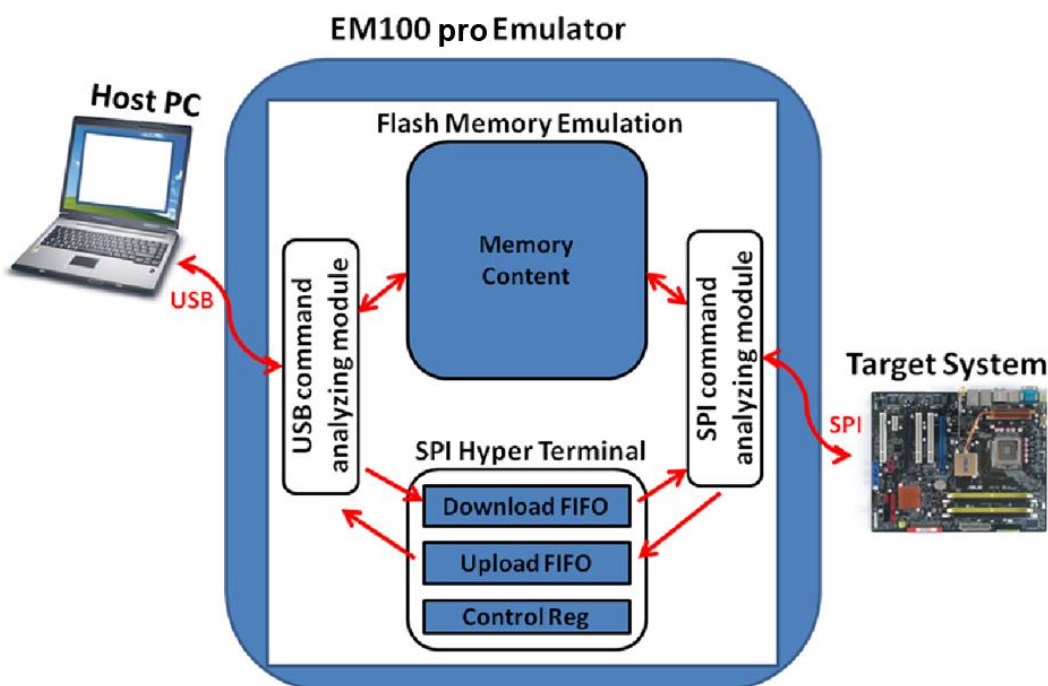 EM100 pro Emulator
Host PC
Flash Memory Emulation
Memory
Content
USB
USB command
analyzing module
SPI command
analyzing module
Target System
SPI
SPI Hyper Terminal
Download FIFO
Upload FIFO
Control Reg